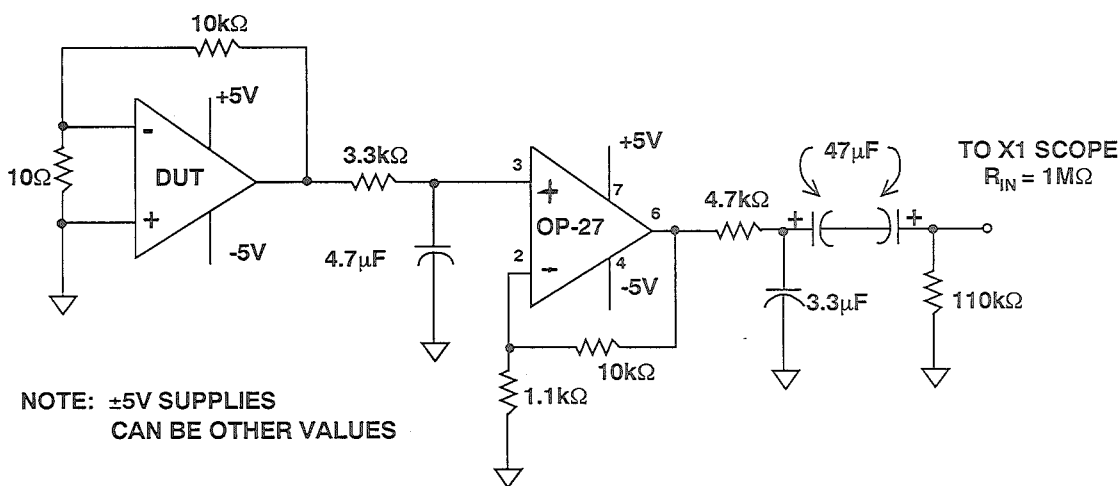 10kΩ
+5V
-
10Ω
DUT
+
-5V
3.3kΩ
4.7μF
3
+
+5V
7
OP-27
6
2
-
4
-5V
10kΩ
1.1kΩ
4.7kΩ
47μF
+
+
3.3μF
110kΩ
TO X1 SCOPE
R_IN = 1MΩ
NOTE: ±5V SUPPLIES
CAN BE OTHER VALUES